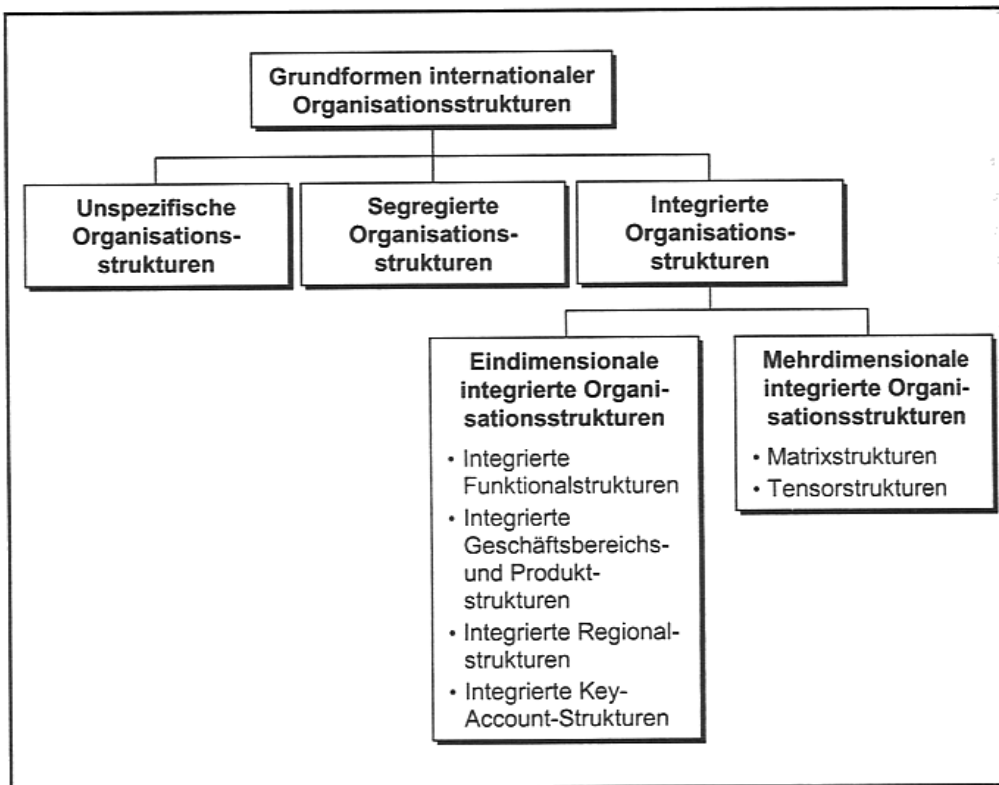 Grundformen internationaler
Organisationsstrukturen
Unspezifische
Organisations-
strukturen
Segregierte
Organisations-
strukturen
Integrierte
Organisations-
strukturen
Eindimensionale
integrierte Organi-
sationsstrukturen
• Integrierte
Funktionalstrukturen
• Integrierte
Geschäftsbereichs-
und Produkt-
strukturen
• Integrierte Regional-
strukturen
• Integrierte Key-
Account-Strukturen
Mehrdimensionale
integrierte Organi-
sationsstrukturen
• Matrixstrukturen
• Tensorstrukturen